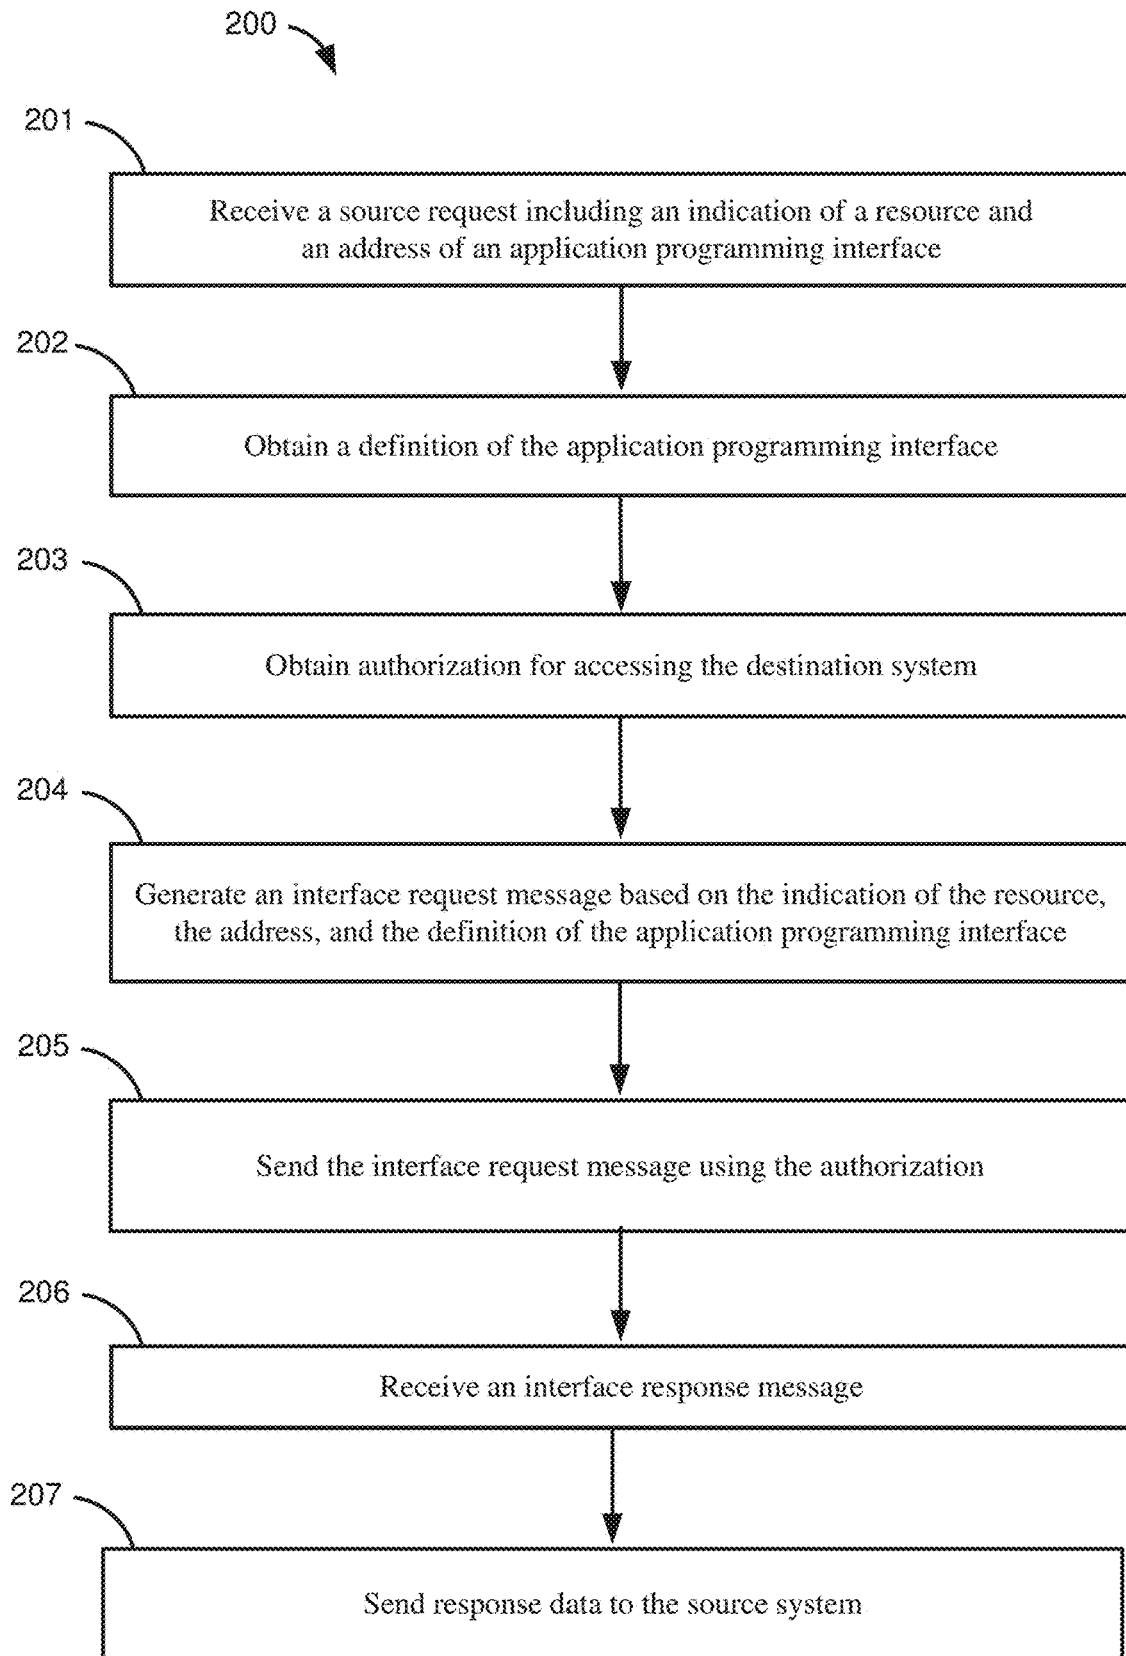 200
201
Receive a source request including an indication of a resource and
an address of an application programming interface
202
Obtain a definition of the application programming interface
203
Obtain authorization for accessing the destination system
204
Generate an interface request message based on the indication of the resource,
the address, and the definition of the application programming interface
205
Send the interface request message using the authorization
206
Receive an interface response message
207
Send response data to the source system